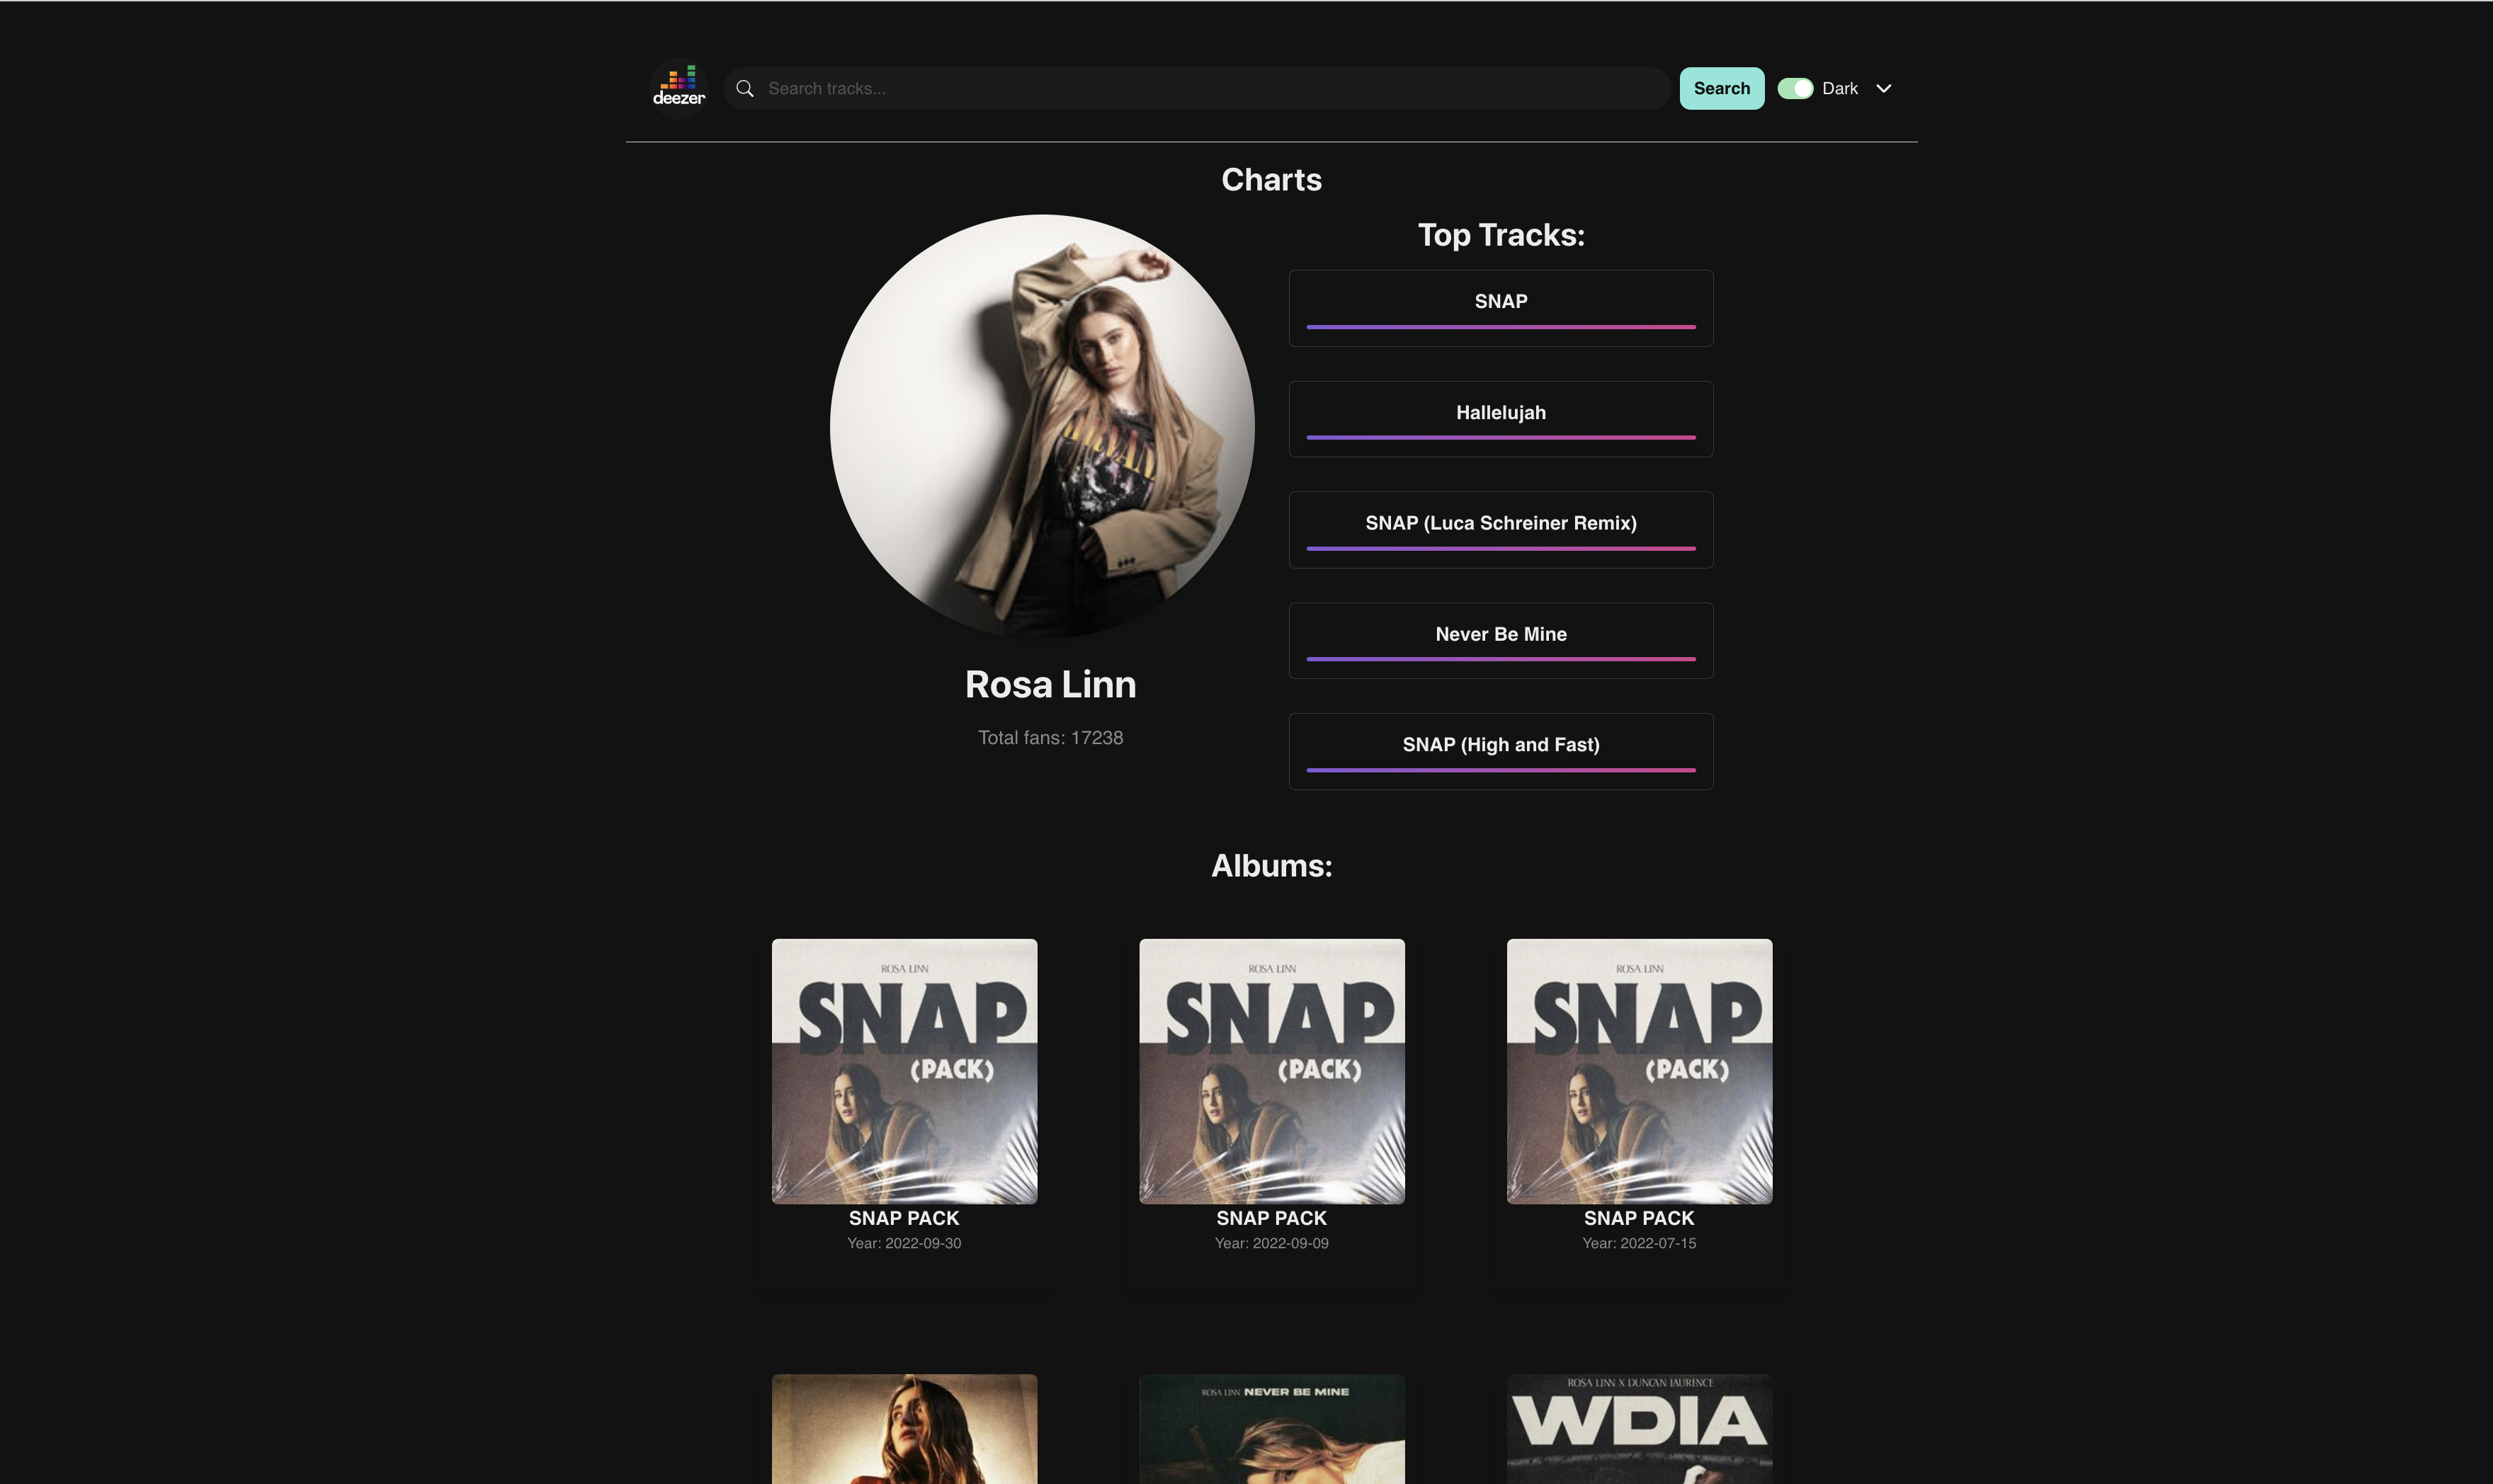 deezer
Search tracks...
Search
Dark
Charts
Top Tracks:
SNAP
Hallelujah
SNAP (Luca Schreiner Remix)
Never Be Mine
SNAP (High and Fast)
Rosa Linn
Total fans: 17238
Albums:
ROSA LINN
SNAP
(PACK)
SNAP PACK
Year: 2022-09-30
ROSA LINN
SNAP
(PACK)
SNAP PACK
Year: 2022-09-09
ROSA LINN
SNAP
(PACK)
SNAP PACK
Year: 2022-07-15
ROSA LINN NEVER BE MINE
ROSA LINN X DUNCAN LAURENCE
WDIA